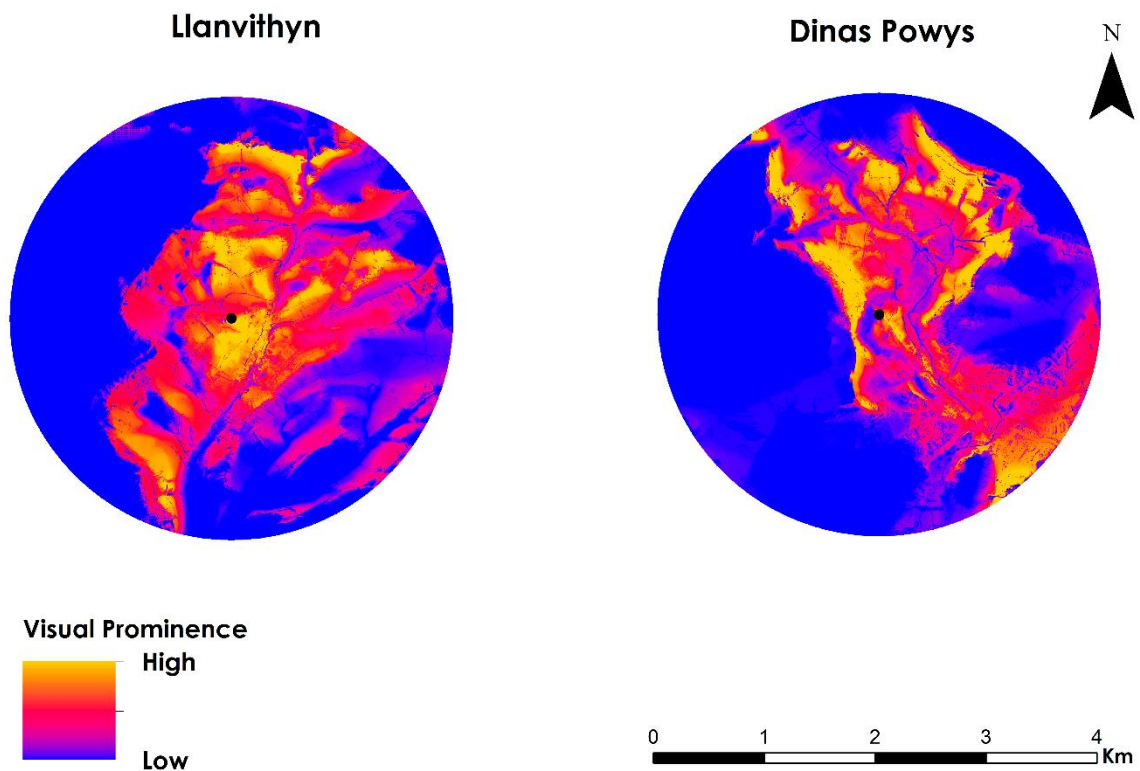 Llanvithyn
Dinas Powys
N
Visual Prominence
High
Low
0 1 2 3 4
Km